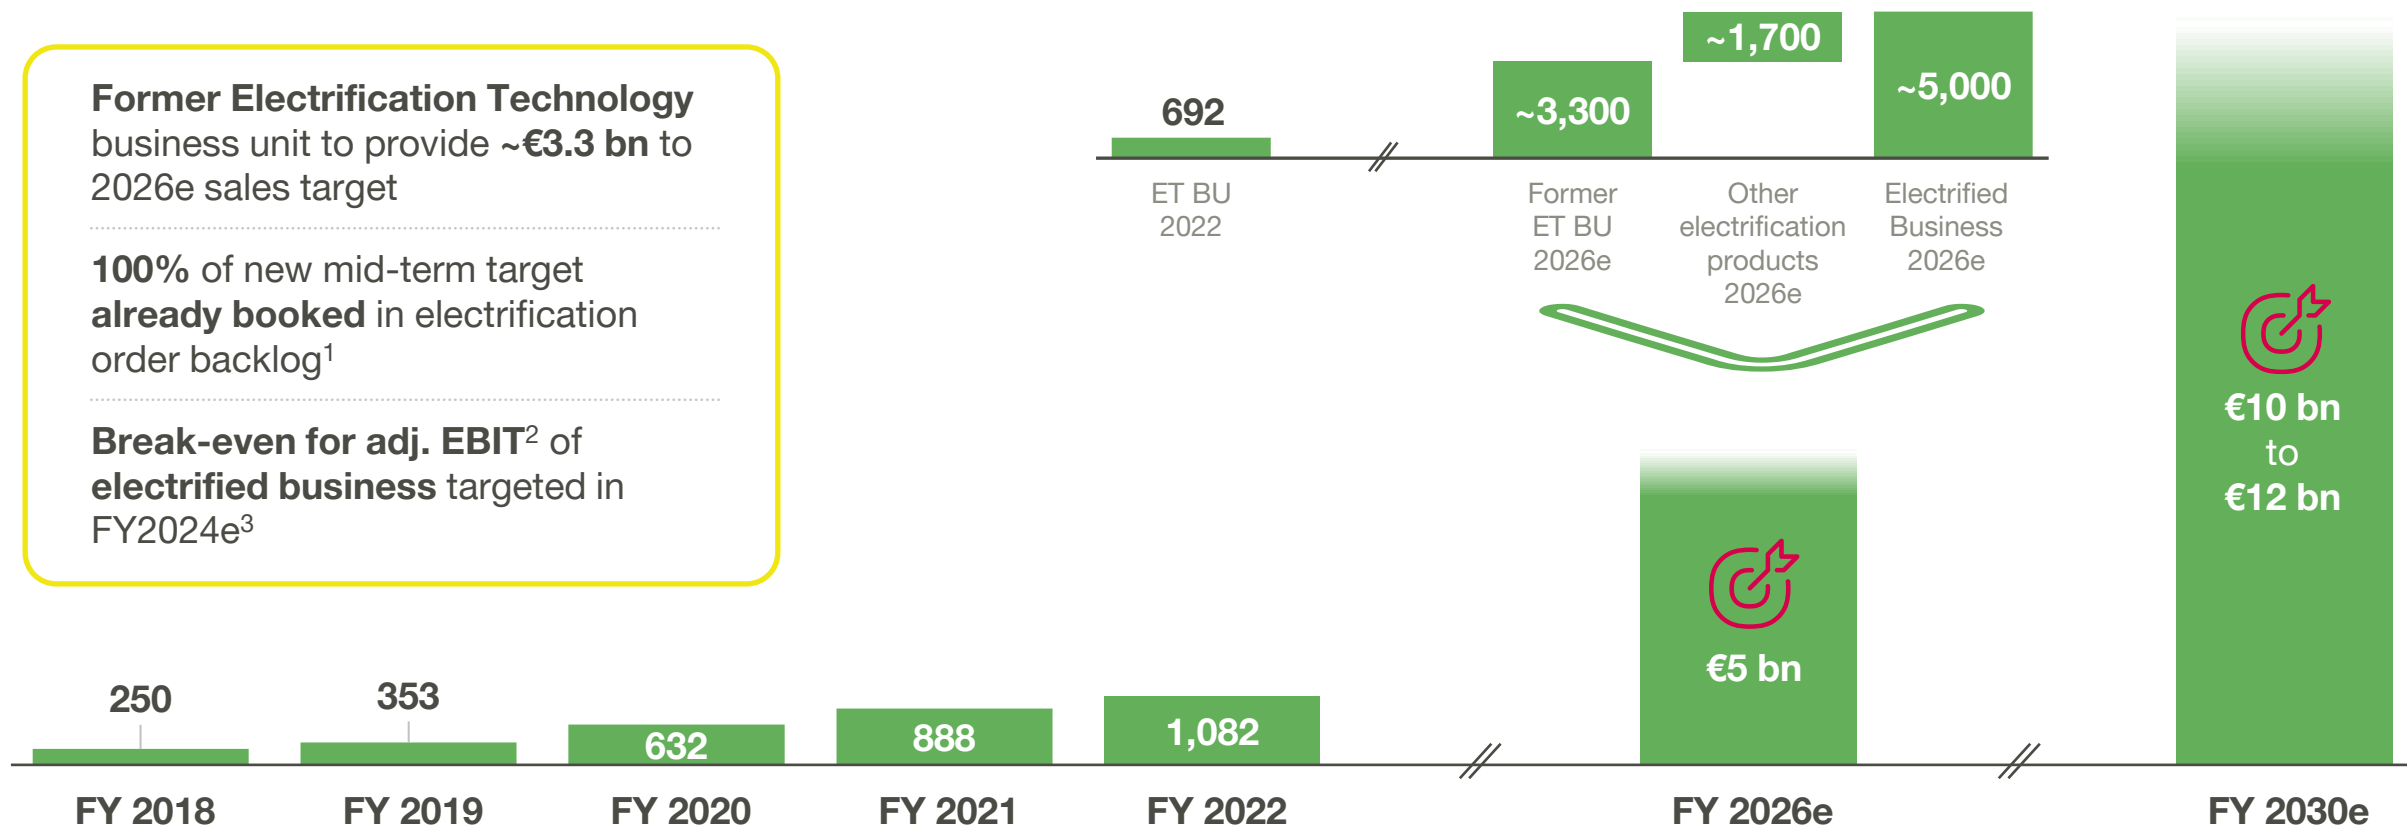 Former Electrification Technology
business unit to provide ~€3.3 bn to
2026e sales target
100% of new mid-term target
already booked in electrification
order backlog1
Break-even for adj. EBIT2 of
electrified business targeted in
FY2024e3
692
~3,300
~1,700
~5,000
ET BU
2022
Former
ET BU
2026e
Other
electrification
products
2026e
Electrified
Business
2026e
250
353
632
888
1,082
€5 bn
€10 bn
to
€12 bn
FY 2018
FY 2019
FY 2020
FY 2021
FY 2022
FY 2026e
FY 2030e